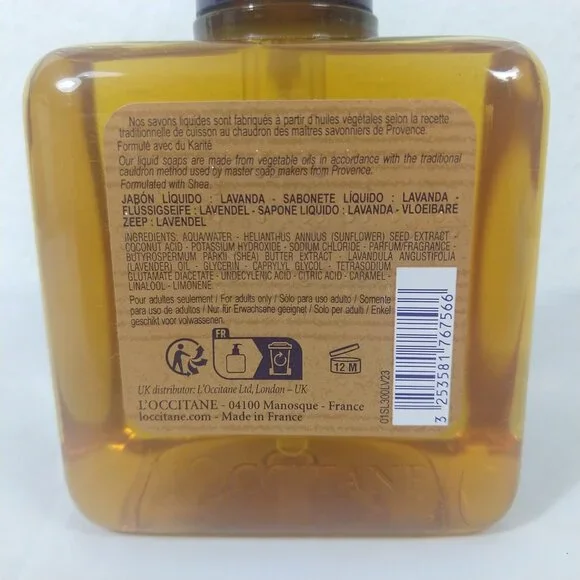 Nos savons liquides sont fabriqués à partir d'huiles végétales selon la recette
traditionnelle de cuisson au chaudron des maîtres savonniers de Provence.
Formulé avec du Karité
Our liquid soaps are made from vegetable oils in accordance with the traditional
cauldron method used by master soap makers from Provence.
Formulated with Shea.
JABÓN LÍQUIDO : LAVANDA - SABONETE LÍQUIDO : LAVANDA -
FLÜSSIGSEIFE : LAVENDEL - SAPONE LIQUIDO : LAVANDA - VLOEIBARE
ZEEP : LAVENDEL
INGREDIENTS: AQUA/WATER - HELIANTHUS ANNUUS (SUNFLOWER) SEED EXTRACT -
COCONUT ACID - POTASSIUM HYDROXIDE - SODIUM CHLORIDE - PARFUM/FRAGRANCE -
BUTYROSPERMUM PARKII (SHEA) BUTTER EXTRACT - LAVANDULA ANGUSTIFOLIA
(LAVENDER) OIL - GLYCERIN - CAPRYLYL GLYCOL - TETRASODIUM
GLUTAMATE DIACETATE - UNDECYLENIC ACID - CITRIC ACID - CARAMEL -
LINALOOL - LIMONENE.
Pour adultes seulement / For adults only / Solo para uso adulto / Somente
para uso de adultos / Nur für Erwachsene geeignet / Solo per adulti / Enkel
geschikt voor volwassenen.
FR
12 M
UK distributor: L'Occitane Ltd, London – UK
L'OCCITANE - 04100 Manosque - France
loccitane.com - Made in France
01SL300LV23
3 253581 767566
L'OCCITANE